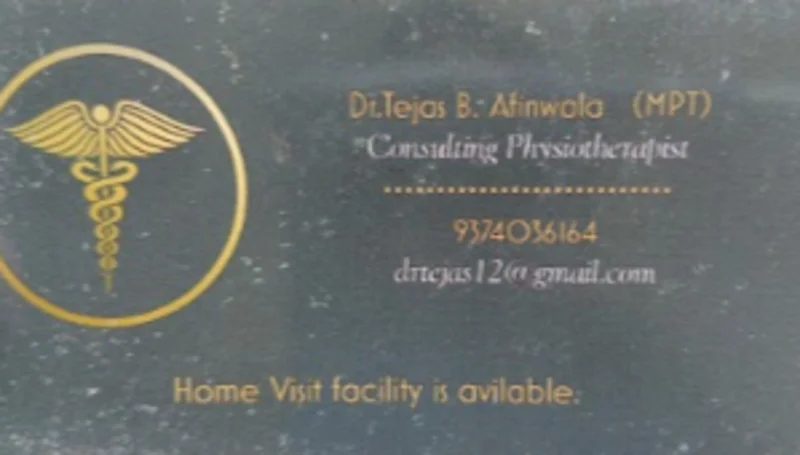 Dr.Tejas B. Afinwala (MPT)
Consulting Physiotherapist
9374036164
drtejas12@gmail.com
Home Visit facility is avilable.